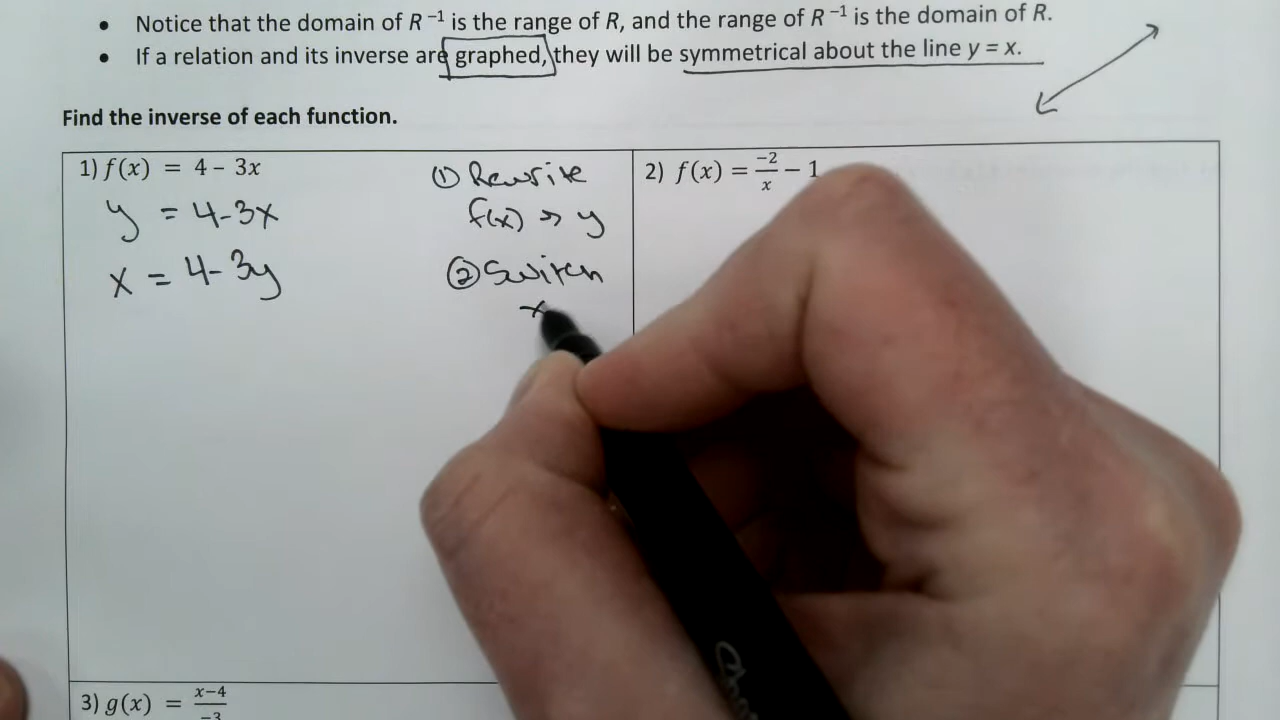 • Notice that the domain of R⁻¹ is the range of R, and the range of R⁻¹ is the domain of R.
• If a relation and its inverse are graphed, they will be symmetrical about the line y = x.
Find the inverse of each function.
1) f(x) = 4 − 3x
y = 4-3x
x = 4-3y
① Rewrite
f(x) → y
② Switch
x
2) f(x) = -2/x − 1
3) g(x) = x−4/−3